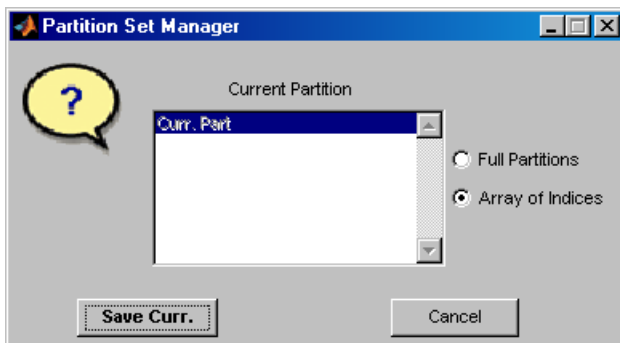 Partition Set Manager
?
Current Partition
Curr. Part
Full Partitions
Array of Indices
Save Curr.
Cancel